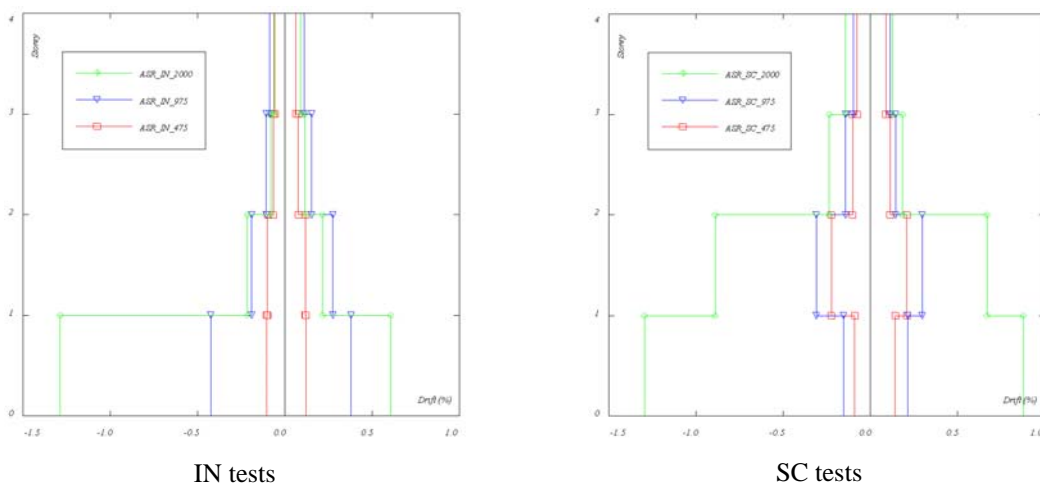 4
Storey
ASR_IN_2000
ASR_IN_975
ASR_IN_475
3
2
1
0
Drift (%)
-1.5 -1.0 -0.5 0.0 0.5 1.0
IN tests
4
Storey
ASR_SC_2000
ASR_SC_975
ASR_SC_475
3
2
1
0
Drift (%)
-1.5 -1.0 -0.5 0.0 0.5 1.0
SC tests